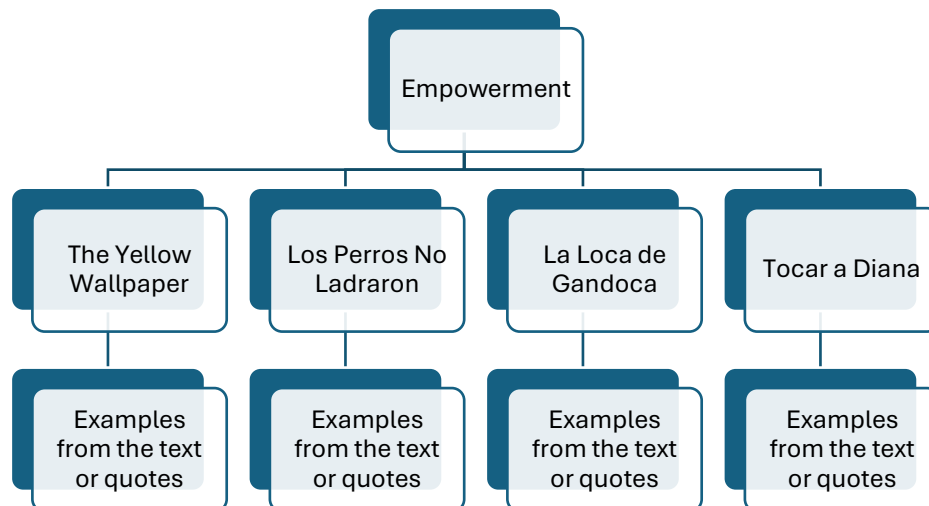 Empowerment
The Yellow
Wallpaper
Los Perros No
Ladraron
La Loca de
Gandoca
Tocar a Diana
Examples
from the text
or quotes
Examples
from the text
or quotes
Examples
from the text
or quotes
Examples
from the text
or quotes